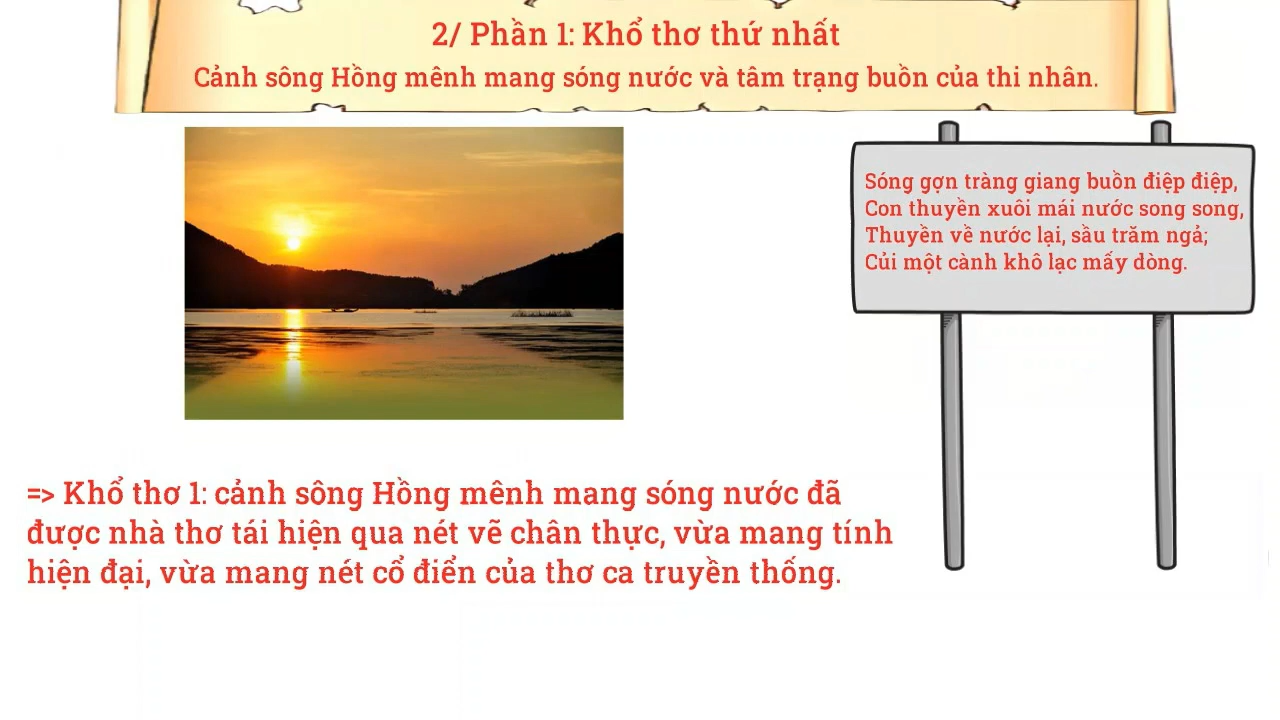 2/ Phần 1: Khổ thơ thứ nhất
Cảnh sông Hồng mênh mang sóng nước và tâm trạng buồn của thi nhân.
Sóng gợn tràng giang buồn điệp điệp,
Con thuyền xuôi mái nước song song,
Thuyền về nước lại, sầu trăm ngả;
Củi một cành khô lạc mấy dòng.
=> Khổ thơ 1: cảnh sông Hồng mênh mang sóng nước đã
được nhà thơ tái hiện qua nét vẽ chân thực, vừa mang tính
hiện đại, vừa mang nét cổ điển của thơ ca truyền thống.